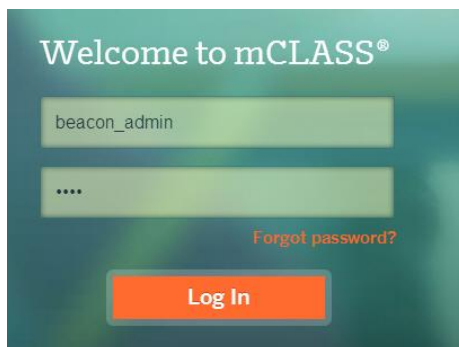 Welcome to mCLASS®
beacon_admin
••••
Forgot password?
Log In